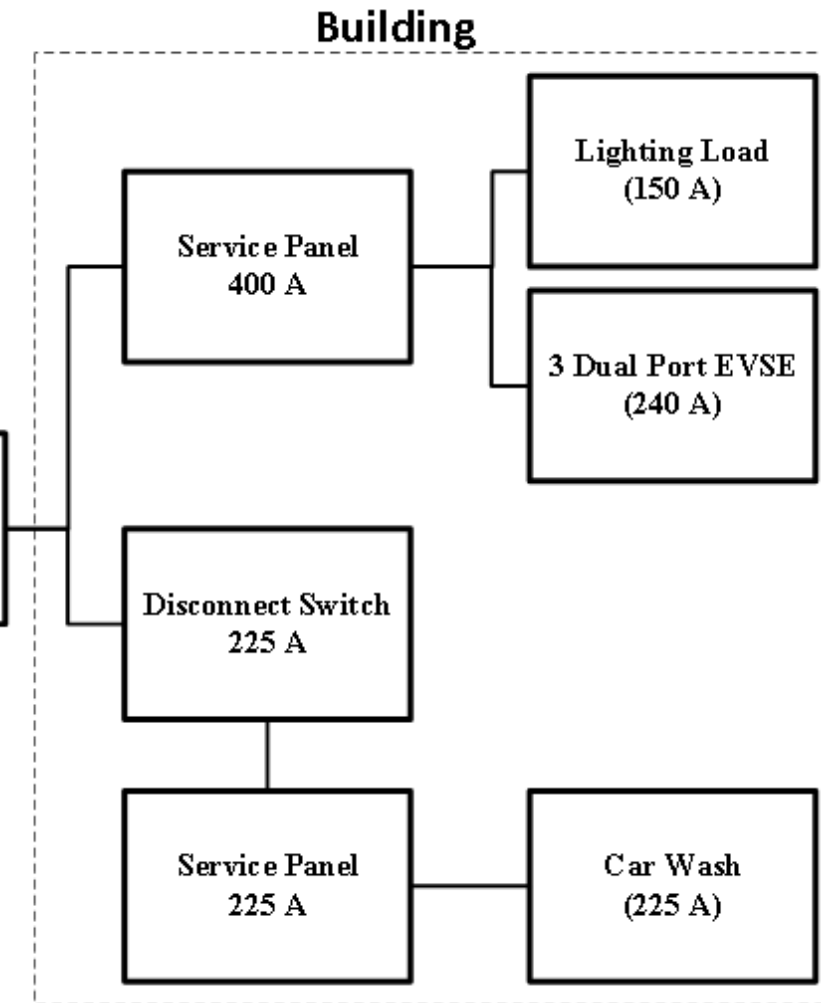 Building
Lighting Load
(150 A)
Service Panel
400 A
3 Dual Port EVSE
(240 A)
Disconnect Switch
225 A
Service Panel
225 A
Car Wash
(225 A)